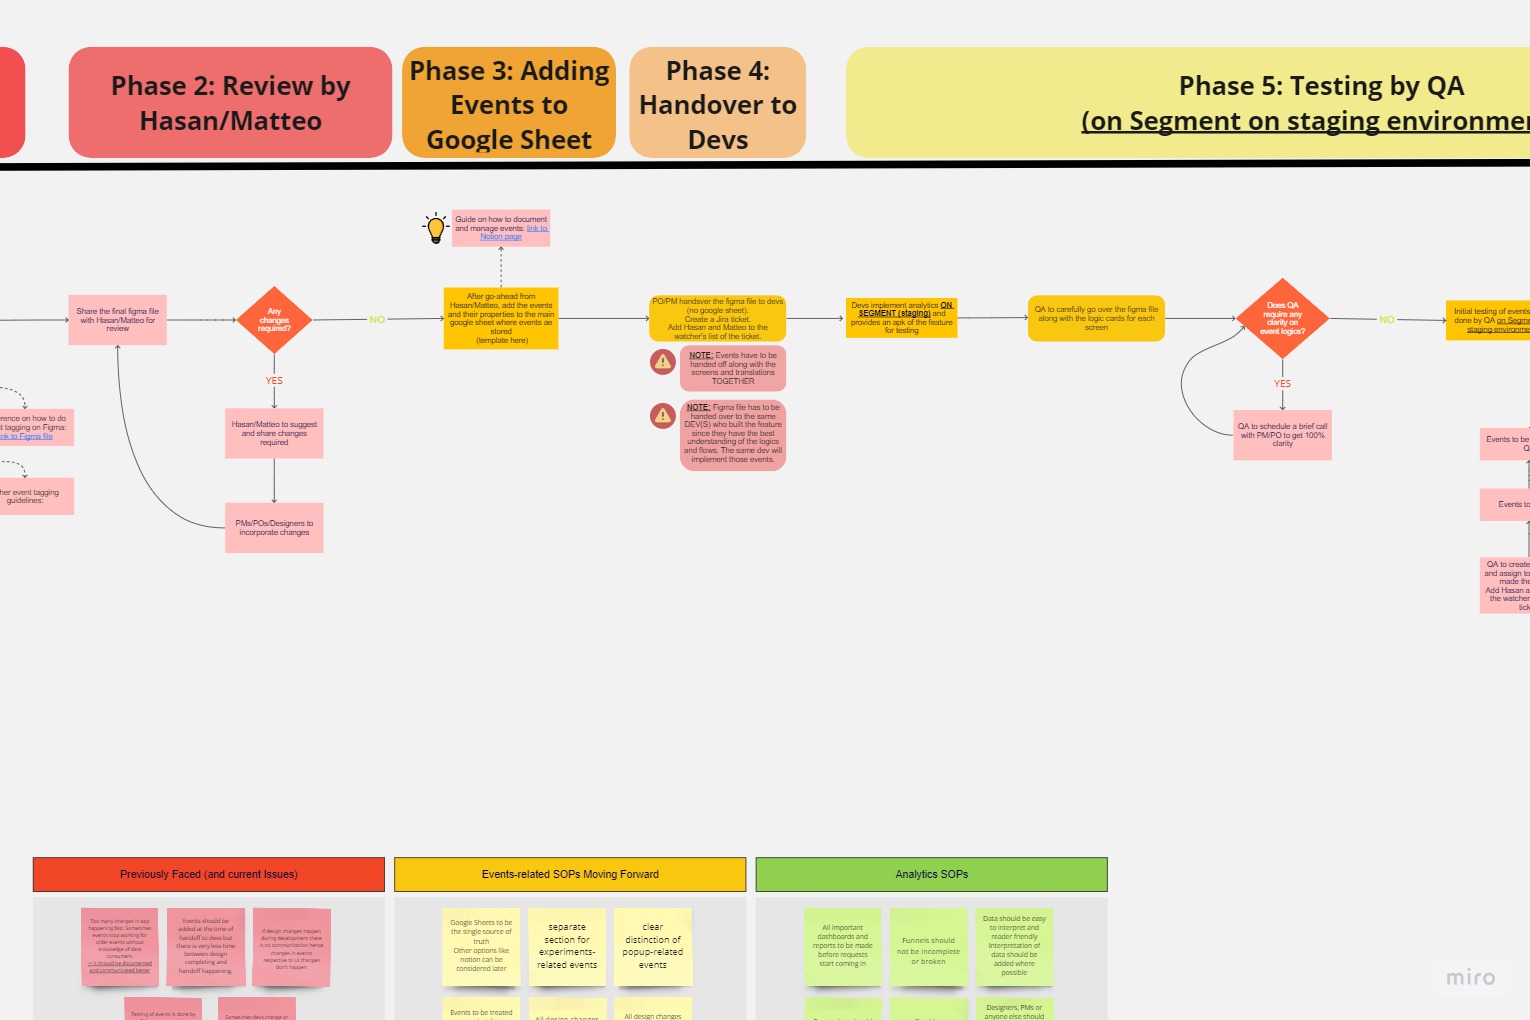 Phase 2: Review by
Hasan/Matteo
Phase 3: Adding
Events to
Google Sheet
Phase 4:
Handover to
Devs
Phase 5: Testing by QA
(on Segment on staging environmen
Guide on how to document
and manage events: link to
Notion page
Share the final figma file
with Hasan/Matteo for
review
Any
changes
required?
NO
YES
Hasan/Matteo to suggest
and share changes
required
PMs/POs/Designers to
incorporate changes
erence on how to do
t tagging on Figma:
ink to Figma file
her event tagging
guidelines:
After go-ahead from
Hasan/Matteo, add the events
and their properties to the main
google sheet where events ae
stored
(template here)
PO/PM handsver the figma file to devs
(no google sheet).
Create a Jira ticket.
Add Hasan and Matteo to the
watcher's list of the ticket.
NOTE: Events have to be
handed off along with the
screens and translations
TOGETHER
NOTE: Figma file has to be
handed over to the same
DEV(S) who built the feature
since they have the best
understanding of the logics
and flows. The same dev will
implement those events.
Devs implement analytics ON
SEGMENT (staging) and
provides an apk of the feature
for testing
QA to carefully go over the figma file
along with the logic cards for each
screen
Does QA
require any
clarity on
event logics?
NO
YES
QA to schedule a brief call
with PM/PO to get 100%
clarity
Initial testing of events
done by QA on Segme
staging environme
Events to be
Q
Events to
QA to create
and assign to
made the
Add Hasan a
the watcher
tick
Previously Faced (and current Issues)
Too many changes in app
happening fast. Sometimes
events stop working for
older events without
knowledge of data
consumers.
—> it should be documented
and communicated better
Events should be
added at the time of
handoff to devs but
there is very less time
between design
completing and
handoff happening.
If design changes happen
during development there
is no communication hence
changes in events
respective to UI changes
don't happen
Testing of events is done by
Sometimes devs change or
Events-related SOPs Moving Forward
Google Sheets to be
the single source of
truth
Other options like
notion can be
considered later
separate
section for
experiments-
related events
clear
distinction of
popup-related
events
Events to be treated
All design changes
All design changes
Analytics SOPs
All important
dashboards and
reports to be made
before requests
start coming in
Funnels should
not be incomplete
or broken
Data should be easy
to interpret and
reader friendly
Interpretation of
data should be
added where
possible
Designers, PMs or
anyone else should
miro